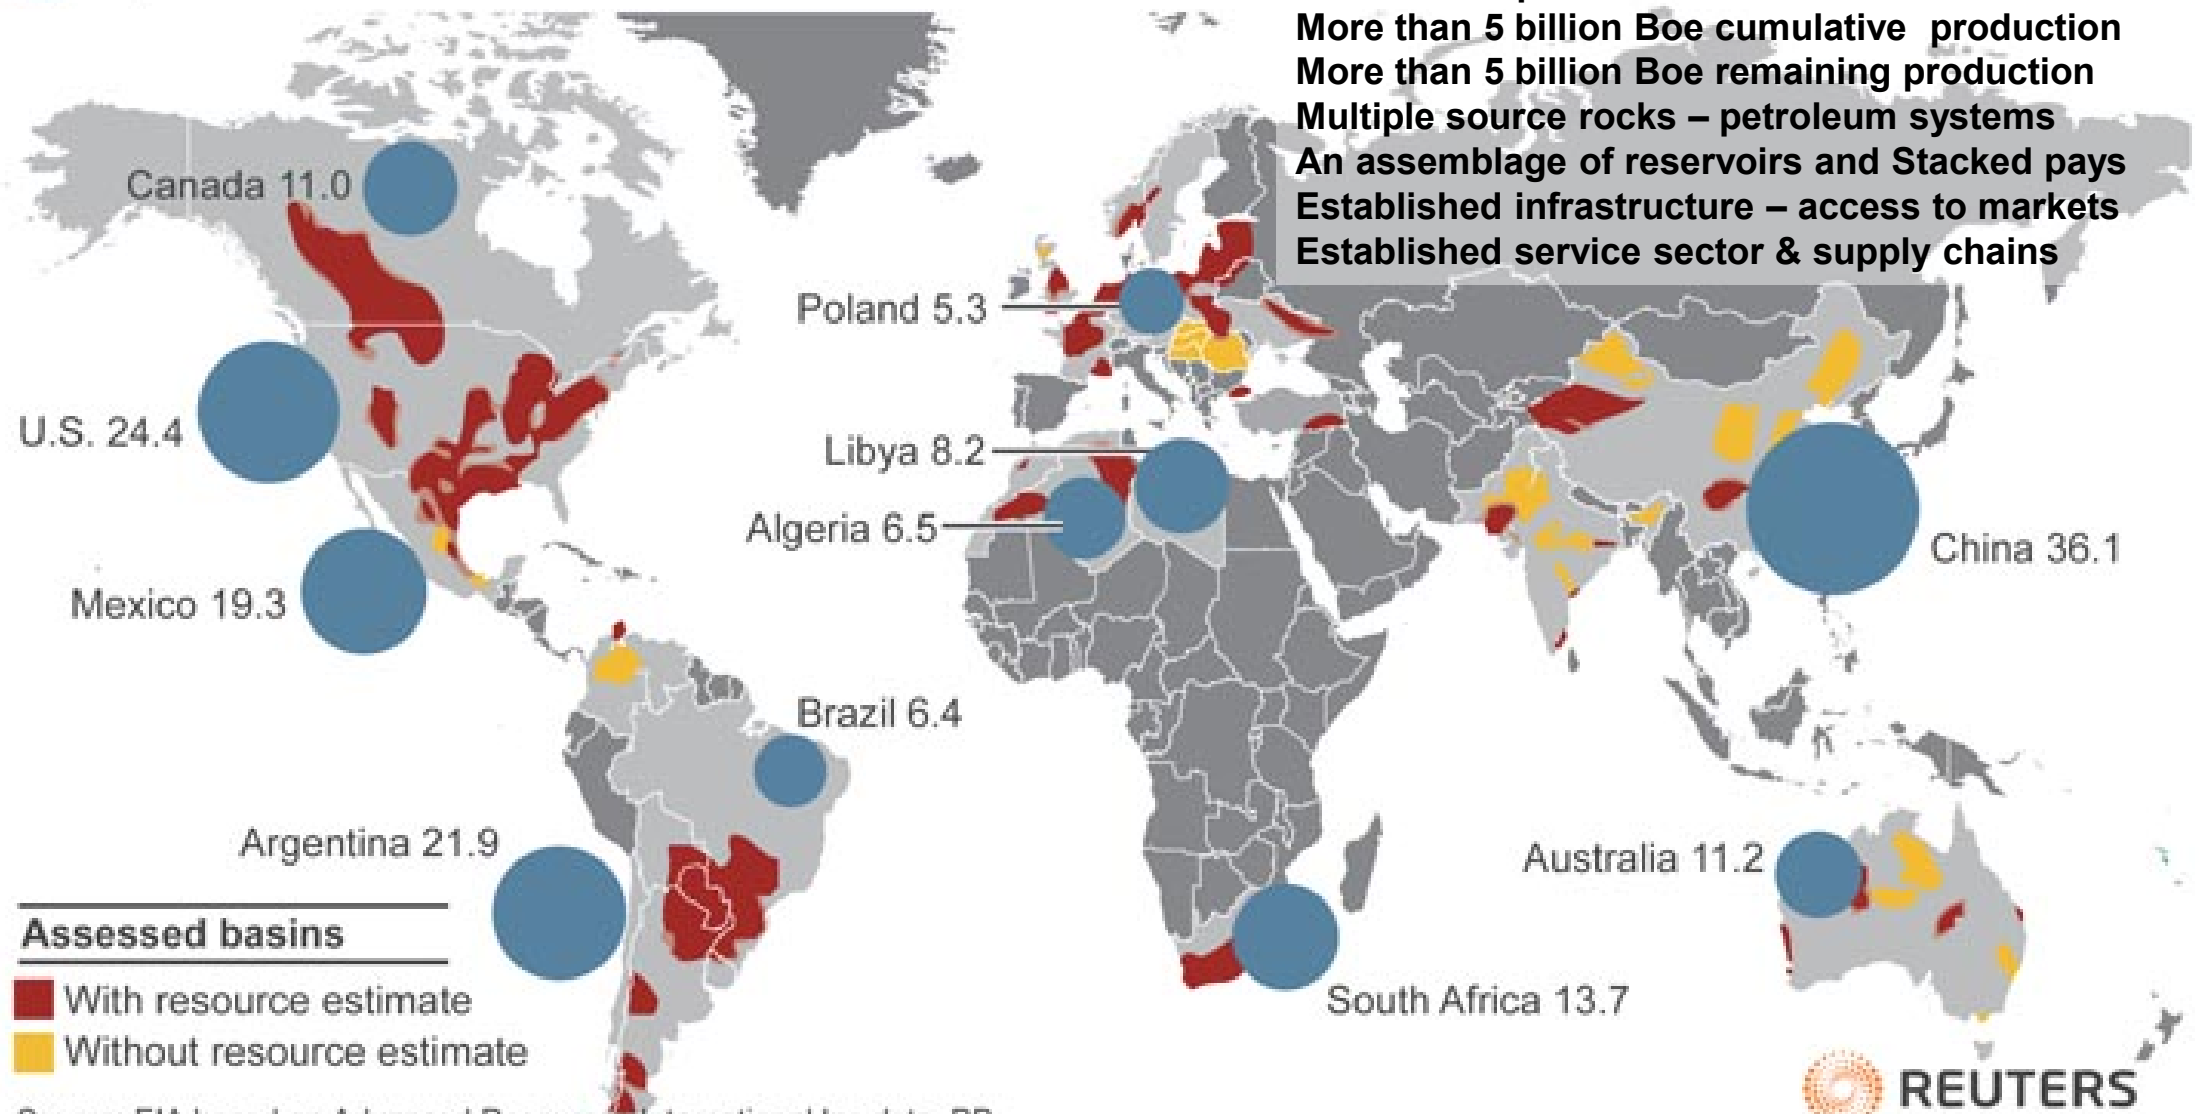 More than 5 billion Boe cumulative production
More than 5 billion Boe remaining production
Multiple source rocks – petroleum systems
An assemblage of reservoirs and Stacked pays
Established infrastructure – access to markets
Established service sector & supply chains
Canada 11.0
Poland 5.3
U.S. 24.4
Libya 8.2
Algeria 6.5
China 36.1
Mexico 19.3
Brazil 6.4
Argentina 21.9
Australia 11.2
South Africa 13.7
Assessed basins
With resource estimate
Without resource estimate
REUTERS